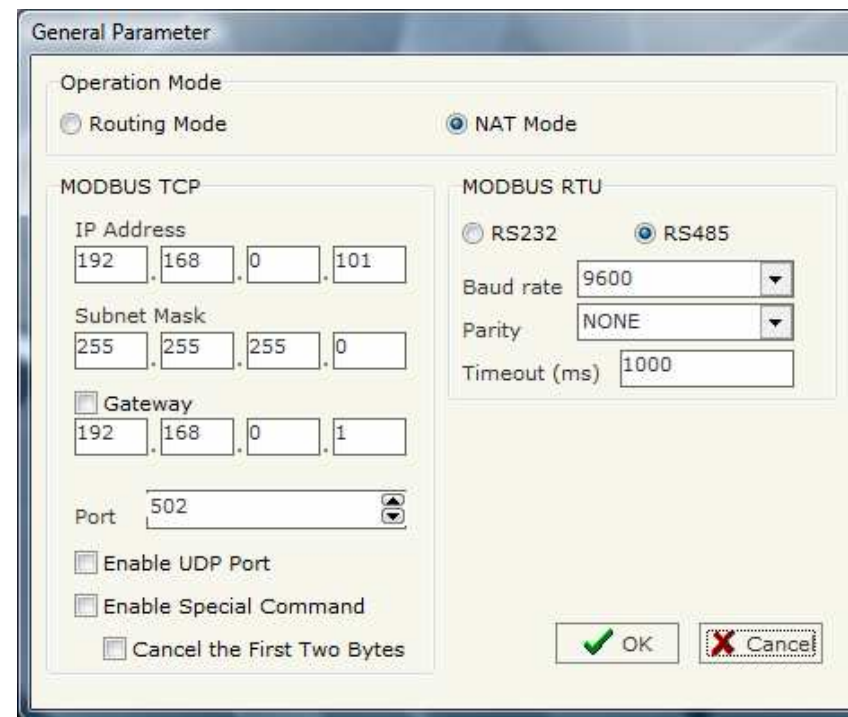 General Parameter
Operation Mode
Routing Mode
NAT Mode
MODBUS TCP
IP Address
192 . 168 . 0 . 101
Subnet Mask
255 . 255 . 255 . 0
Gateway
192 . 168 . 0 . 1
Port 502
Enable UDP Port
Enable Special Command
Cancel the First Two Bytes
MODBUS RTU
RS232
RS485
Baud rate 9600
Parity NONE
Timeout (ms) 1000
OK
Cancel